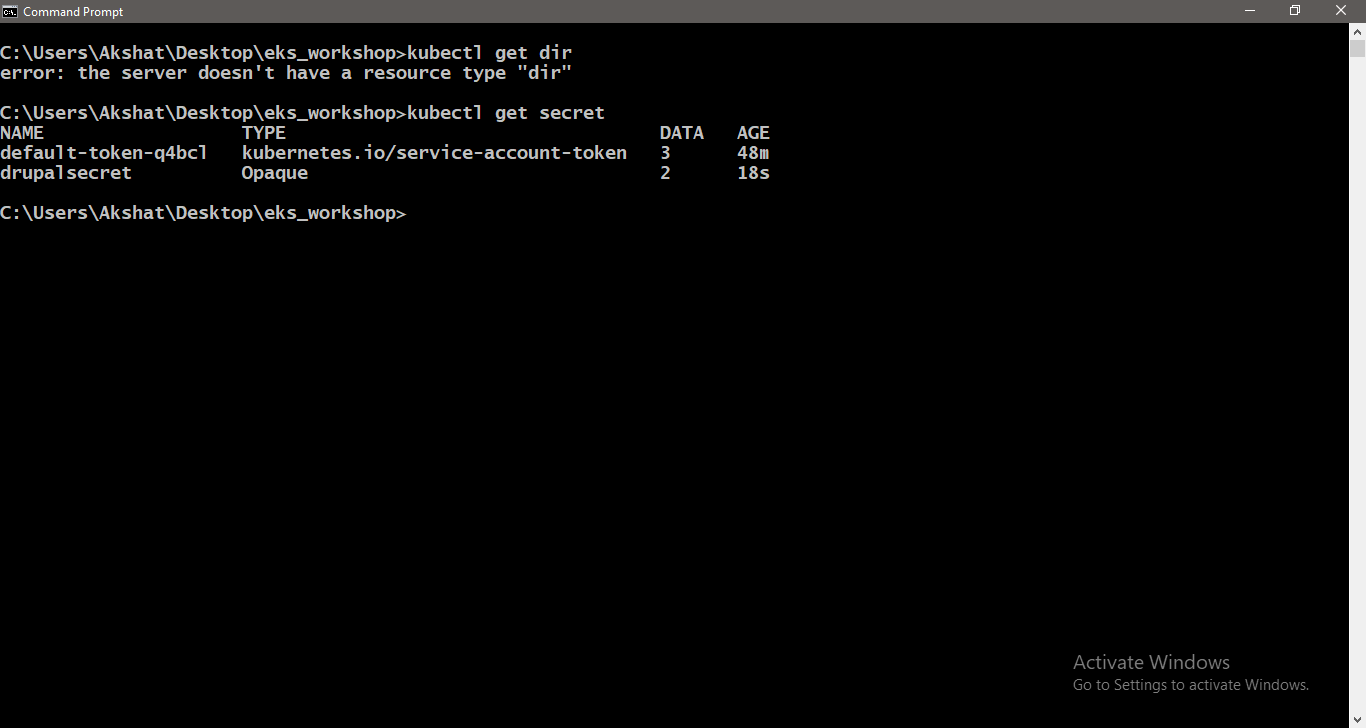 Command Prompt
C:\Users\Akshat\Desktop\eks_workshop>kubectl get dir
error: the server doesn't have a resource type "dir"
C:\Users\Akshat\Desktop\eks_workshop>kubectl get secret
NAME TYPE DATA AGE
default-token-q4bcl kubernetes.io/service-account-token 3 48m
drupalsecret Opaque 2 18s
C:\Users\Akshat\Desktop\eks_workshop>
Activate Windows
Go to Settings to activate Windows.